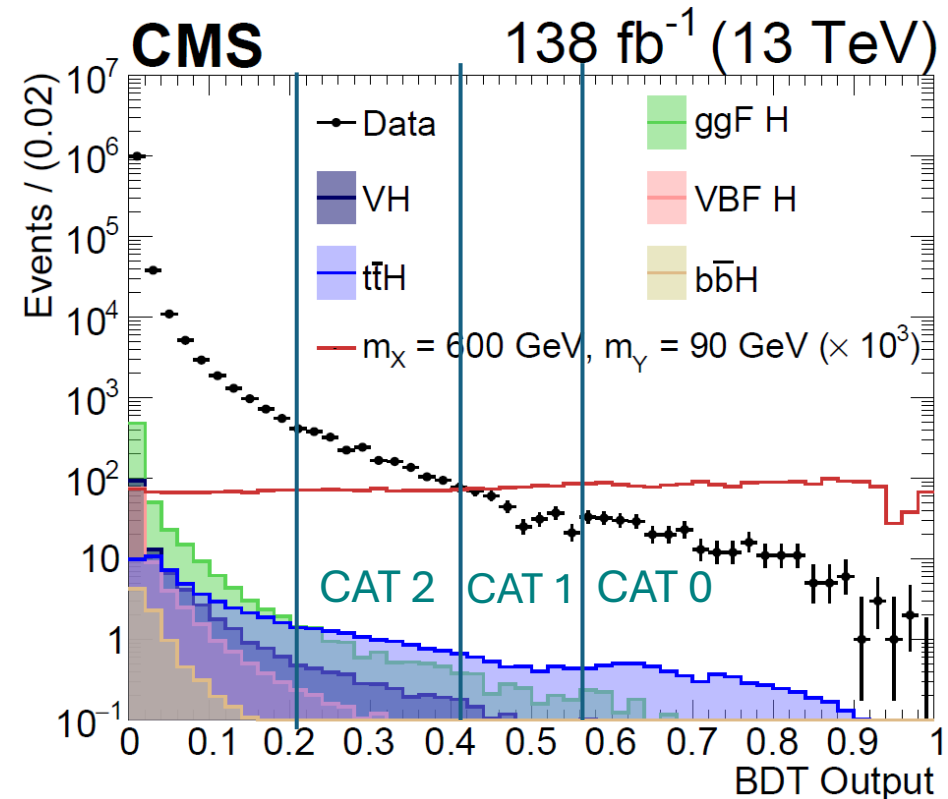 CMS 138 fb⁻¹ (13 TeV)
Events / (0.02)
10⁷
10⁶
10⁵
10⁴
10³
10²
10
1
10⁻¹
Data
ggF H
VH
VBF H
tt̄H
bb̄H
m_X = 600 GeV, m_Y = 90 GeV (× 10³)
CAT 2 CAT 1 CAT 0
0 0.1 0.2 0.3 0.4 0.5 0.6 0.7 0.8 0.9 1
BDT Output